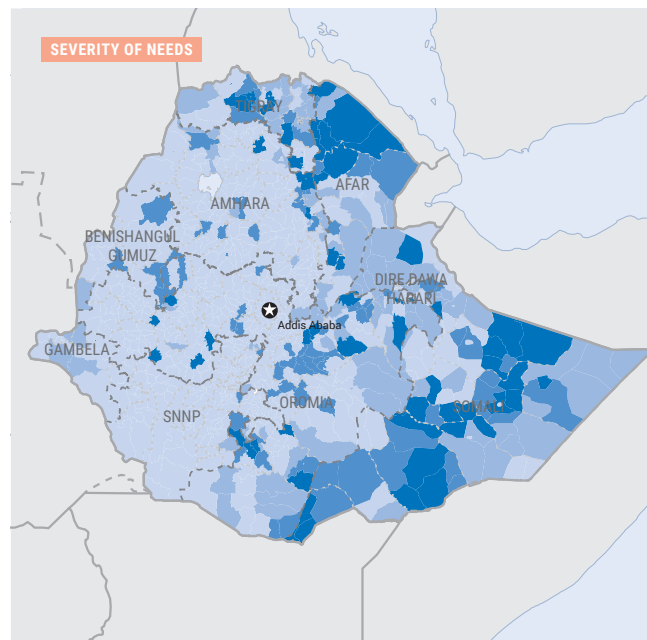 SEVERITY OF NEEDS
TIGRAY
AFAR
AMHARA
BENISHANGUL
GUMUZ
DIRE DAWA
HARARI
Addis Ababa
GAMBELA
OROMIA
SOMALI
SNNP